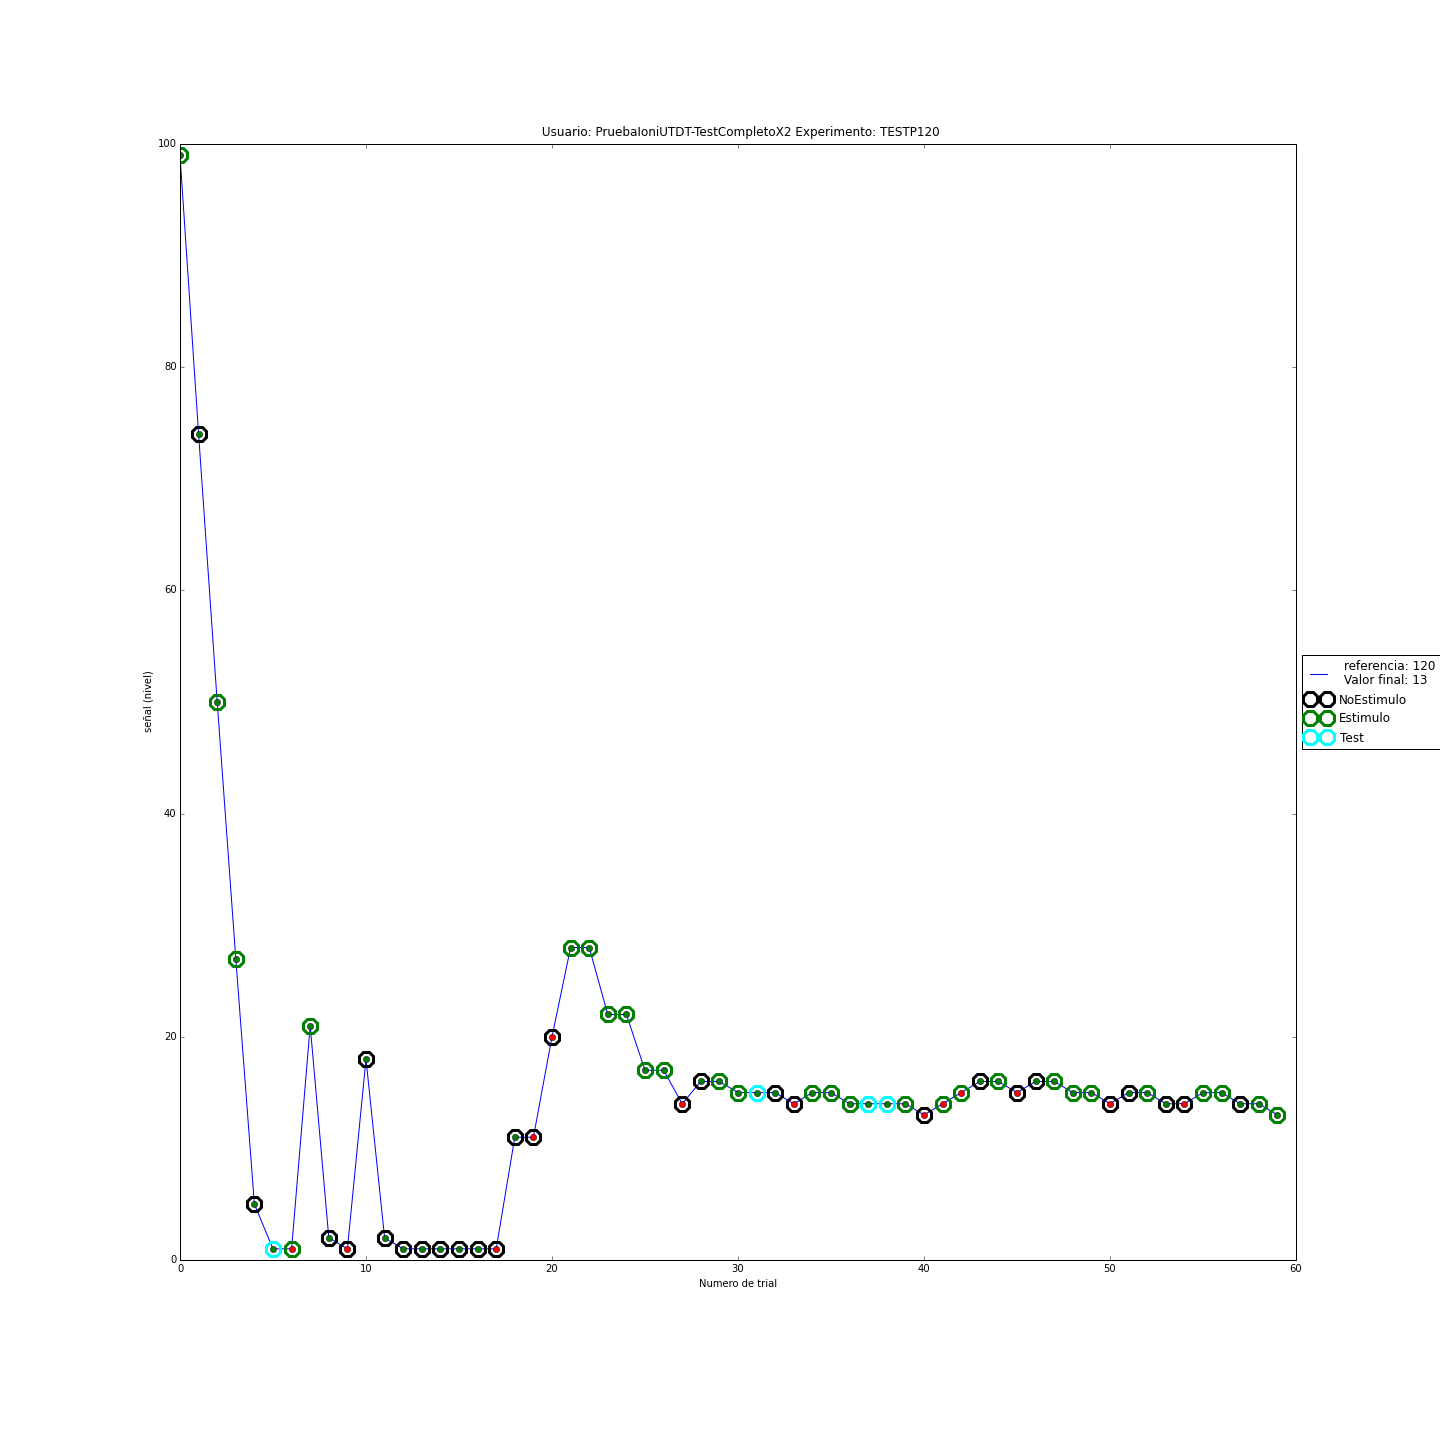 Usuario: PruebaIoniUTDT-TestCompletoX2 Experimento: TESTP120
100
80
60
40
20
0
señal (nivel)
0 10 20 30 40 50 60
Numero de trial
referencia: 120
Valor final: 13
NoEstimulo
Estimulo
Test